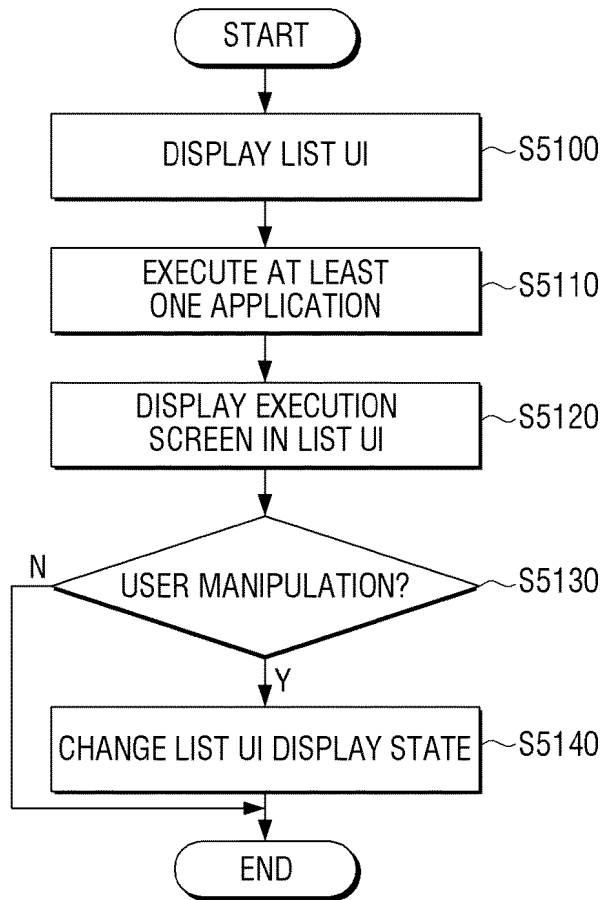 START
DISPLAY LIST UI
S5100
EXECUTE AT LEAST
ONE APPLICATION
S5110
DISPLAY EXECUTION
SCREEN IN LIST UI
S5120
N
USER MANIPULATION?
S5130
Y
CHANGE LIST UI DISPLAY STATE
S5140
END